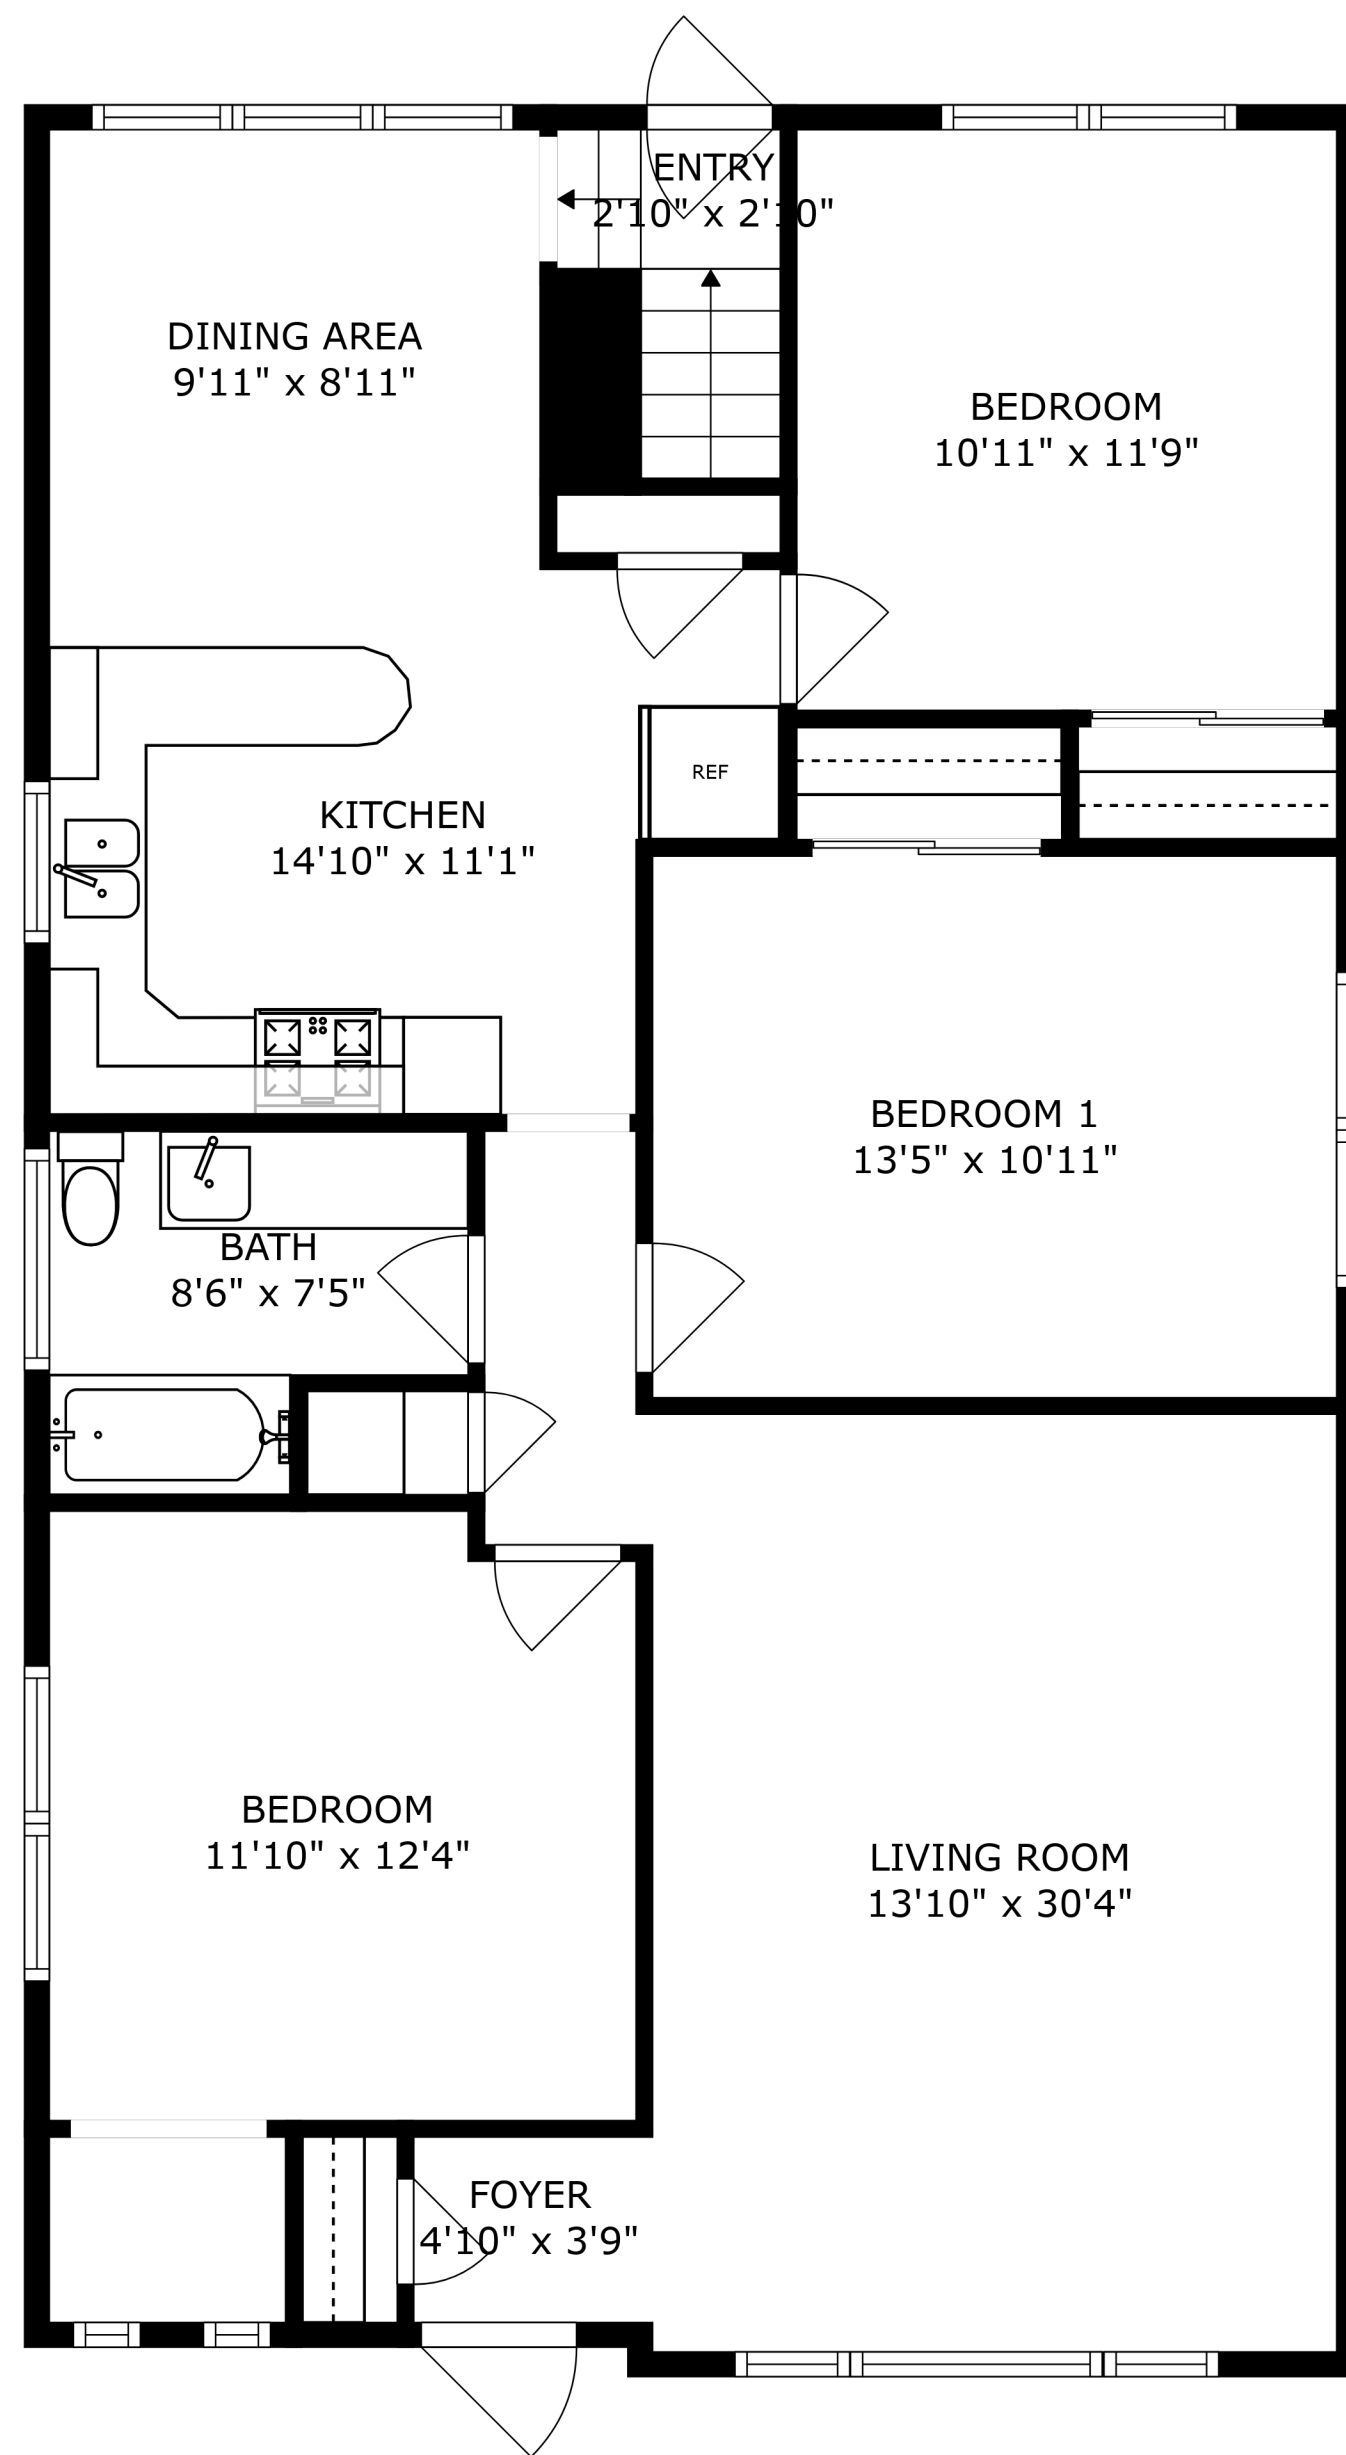 ENTRY
2'10" x 2'10"
DINING AREA
9'11" x 8'11"
BEDROOM
10'11" x 11'9"
REF
KITCHEN
14'10" x 11'1"
BEDROOM 1
13'5" x 10'11"
BATH
8'6" x 7'5"
BEDROOM
11'10" x 12'4"
LIVING ROOM
13'10" x 30'4"
FOYER
4'10" x 3'9"